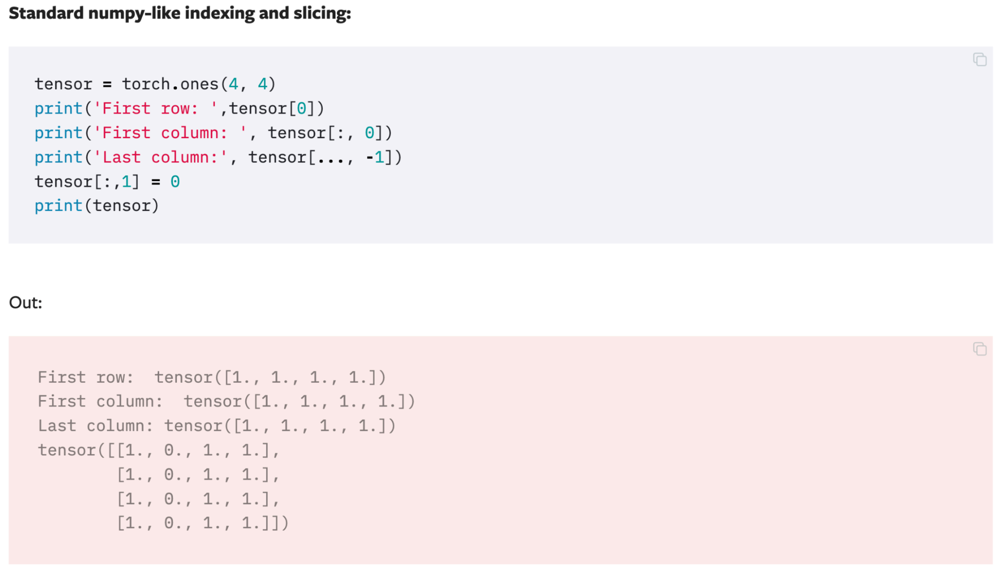 Standard numpy-like indexing and slicing:
tensor = torch.ones(4, 4)
print('First row: ',tensor[0])
print('First column: ', tensor[:, 0])
print('Last column:', tensor[..., -1])
tensor[:,1] = 0
print(tensor)
Out:
First row:  tensor([1., 1., 1., 1.])
First column:  tensor([1., 1., 1., 1.])
Last column: tensor([1., 1., 1., 1.])
tensor([[1., 0., 1., 1.],
        [1., 0., 1., 1.],
        [1., 0., 1., 1.],
        [1., 0., 1., 1.]])